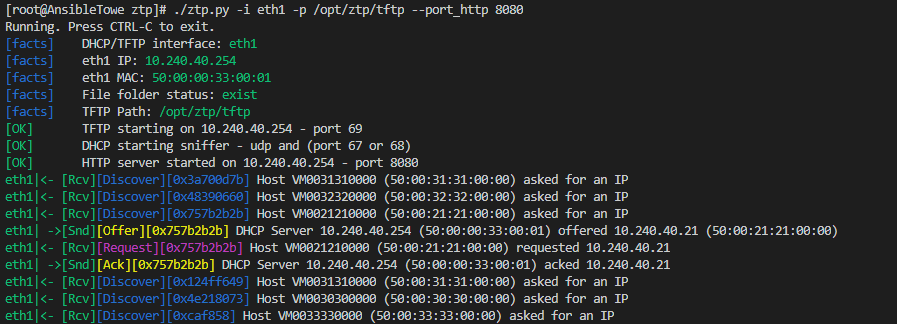 [root@AnsibleTowe ztp]# ./ztp.py -i eth1 -p /opt/ztp/tftp --port_http 8080
Running. Press CTRL-C to exit.
[facts] DHCP/TFTP interface: eth1
[facts] eth1 IP: 10.240.40.254
[facts] eth1 MAC: 50:00:00:33:00:01
[facts] File folder status: exist
[facts] TFTP Path: /opt/ztp/tftp
[OK] TFTP starting on 10.240.40.254 - port 69
[OK] DHCP starting sniffer - udp and (port 67 or 68)
[OK] HTTP server started on 10.240.40.254 - port 8080
eth1|<- [Rcv][Discover][0x3a700d7b] Host VM0031310000 (50:00:31:31:00:00) asked for an IP
eth1|<- [Rcv][Discover][0x48390660] Host VM0032320000 (50:00:32:32:00:00) asked for an IP
eth1|<- [Rcv][Discover][0x757b2b2b] Host VM0021210000 (50:00:21:21:00:00) asked for an IP
eth1| ->[Snd][Offer][0x757b2b2b] DHCP Server 10.240.40.254 (50:00:00:33:00:01) offered 10.240.40.21 (50:00:21:21:00:00)
eth1|<- [Rcv][Request][0x757b2b2b] Host VM0021210000 (50:00:21:21:00:00) requested 10.240.40.21
eth1| ->[Snd][Ack][0x757b2b2b] DHCP Server 10.240.40.254 (50:00:00:33:00:01) acked 10.240.40.21
eth1|<- [Rcv][Discover][0x124ff649] Host VM0031310000 (50:00:31:31:00:00) asked for an IP
eth1|<- [Rcv][Discover][0x4e218073] Host VM0030300000 (50:00:30:30:00:00) asked for an IP
eth1|<- [Rcv][Discover][0xcaf858] Host VM0033330000 (50:00:33:33:00:00) asked for an IP